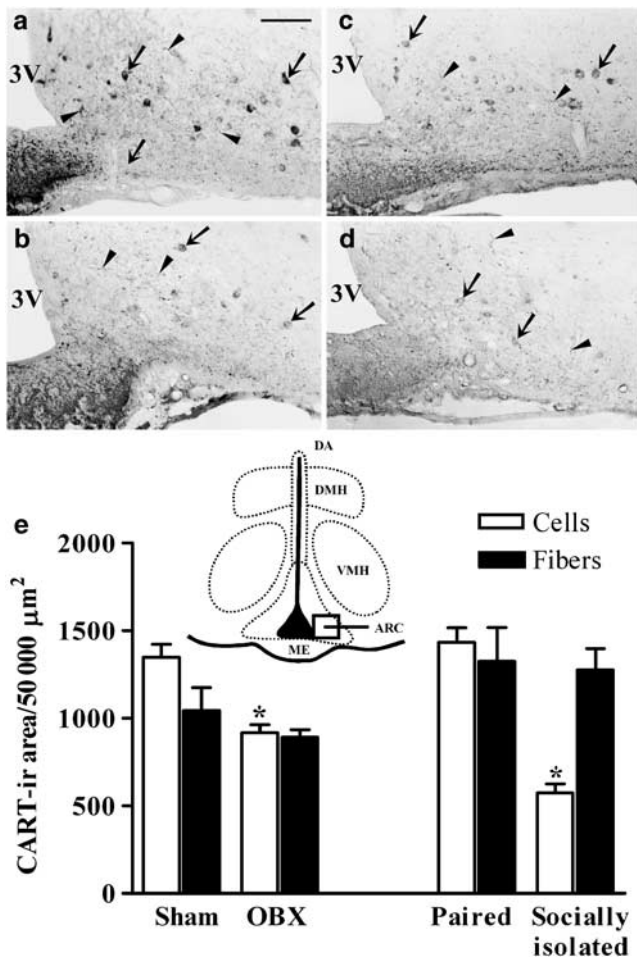 a
3V
c
3V
b
3V
d
3V
e
DA
DMH
VMH
ARC
ME
Cells
Fibers
CART-ir area/50 000 μm²
2000
1500
1000
500
0
*
*
Sham
OBX
Paired
Socially isolated